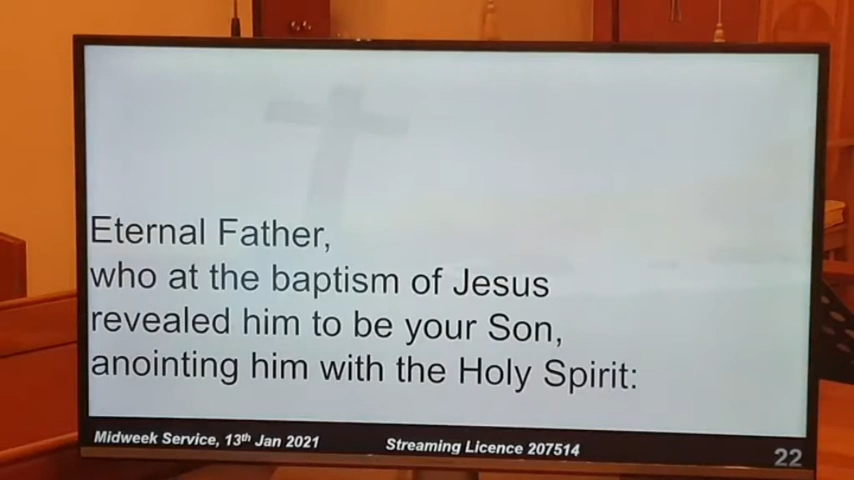 Eternal Father,
who at the baptism of Jesus
revealed him to be your Son,
anointing him with the Holy Spirit:
Midweek Service, 13th Jan 2021
Streaming Licence 207514
22